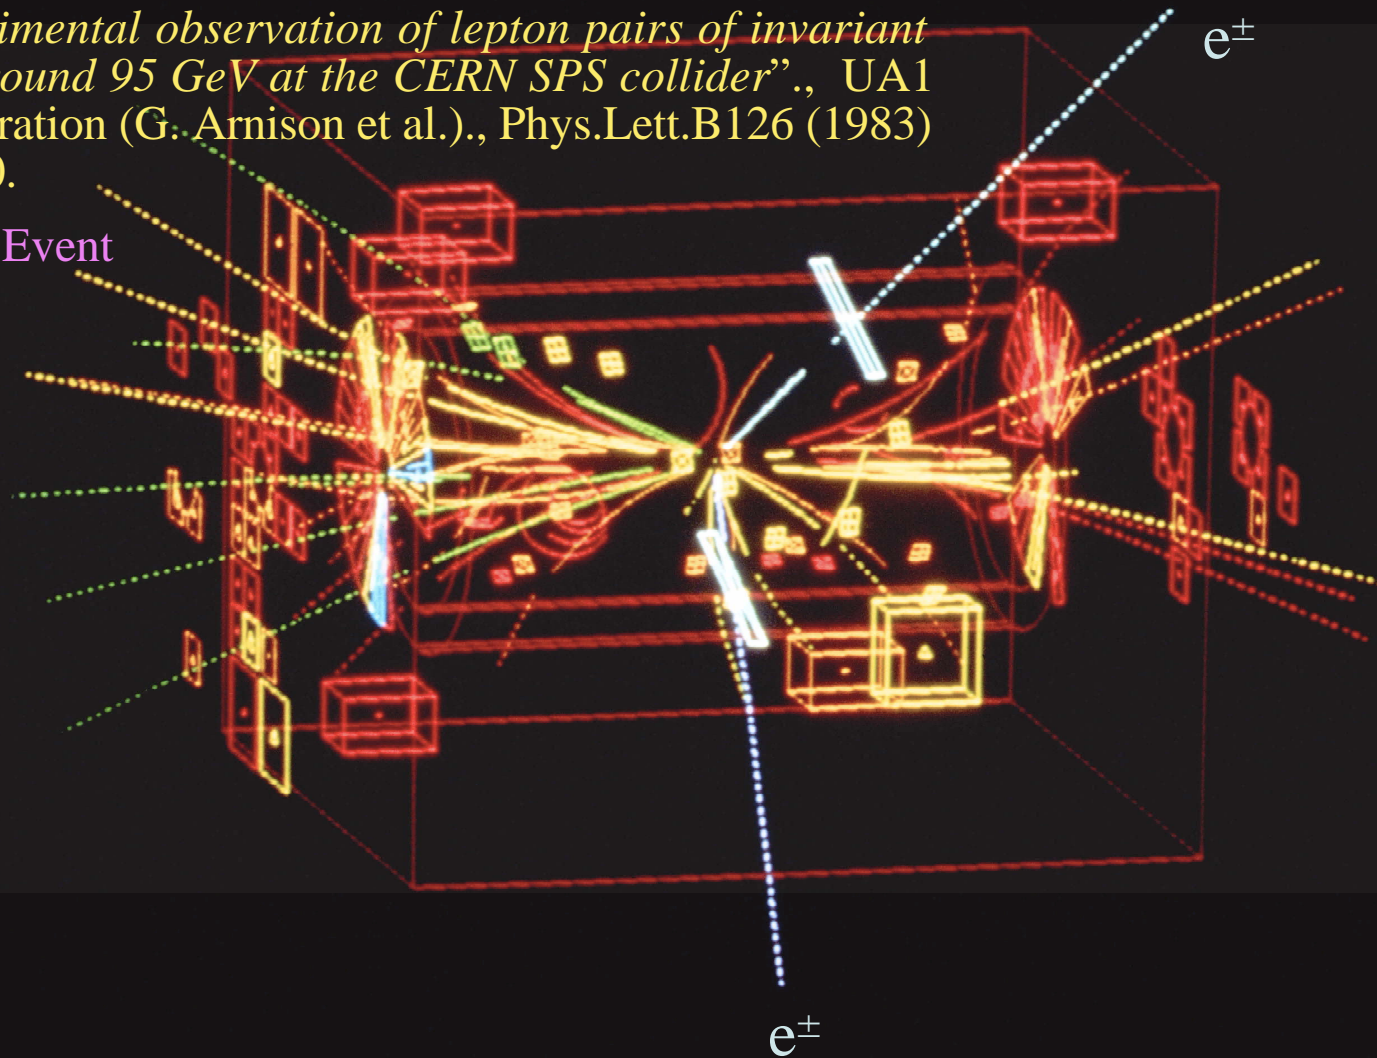 imental observation of lepton pairs of invariant
ound 95 GeV at the CERN SPS collider”., UA1
ration (G. Arnison et al.)., Phys.Lett.B126 (1983)
).
Event
e±
e±